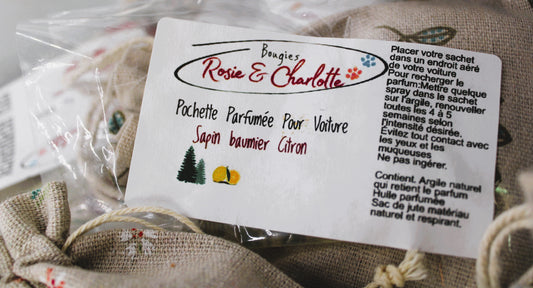 Bougies
Rosie & Charlotte
Pochette Parfumée Pour Voiture
Sapin baumier Citron
Placer votre sachet
dans un endroit aéré
de votre voiture
Pour recharger le
parfum:Mettre quelque
spray dans le sachet
sur l'argile, renouveler
toutes les 4 à 5
semaines selon
l'intensité désirée.
Évitez tout contact avec
les yeux et les
muqueuses
Ne pas ingérer.
Contient. Argile naturel
qui retient le parfum
Huile parfumée
Sac de jute matériau
naturel et respirant.